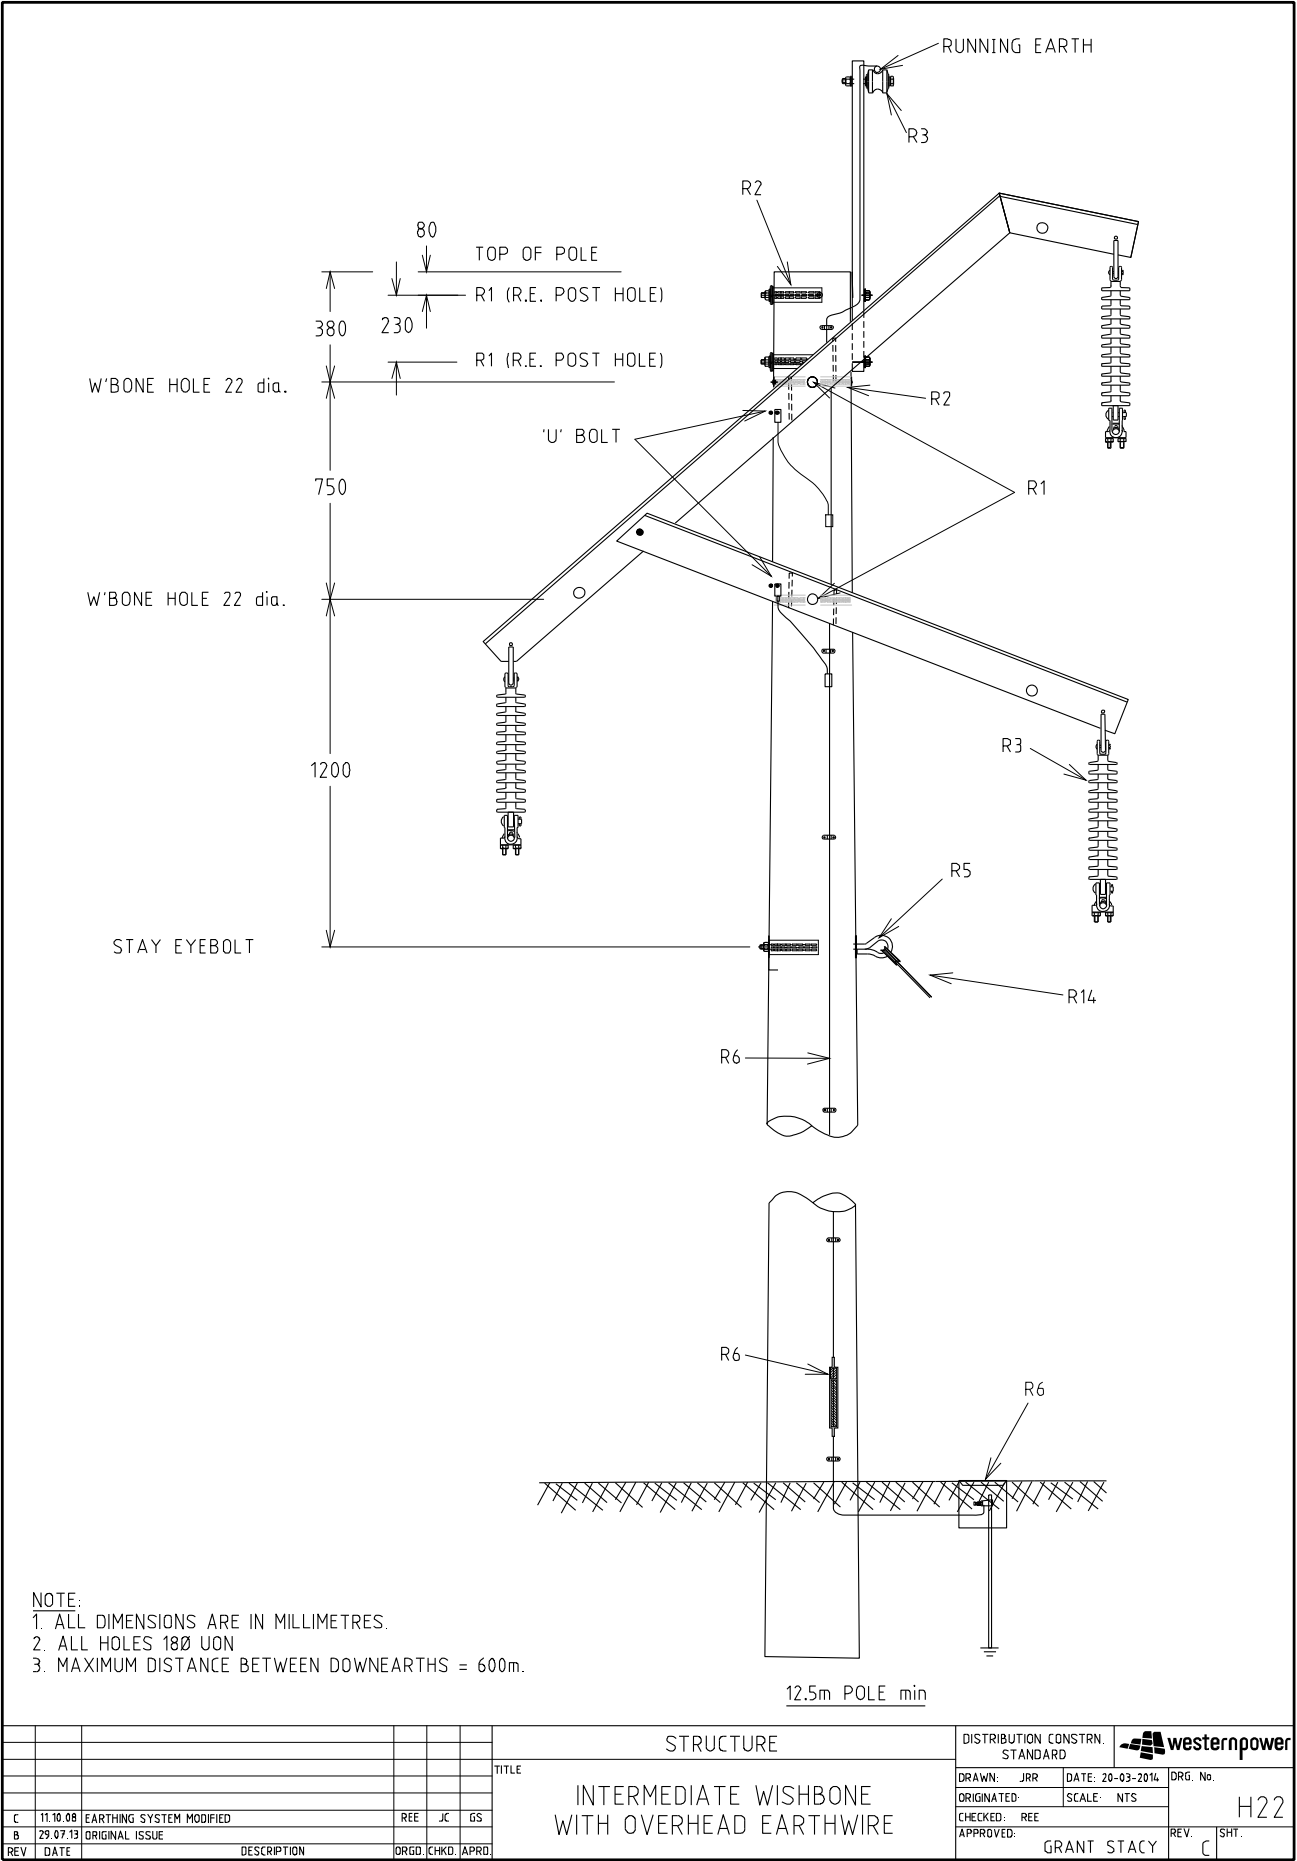 RUNNING EARTH
R3
R2
80
TOP OF POLE
R1 (R.E. POST HOLE)
380
230
R1 (R.E. POST HOLE)
W'BONE HOLE 22 dia.
R2
'U' BOLT
750
R1
W'BONE HOLE 22 dia.
R3
1200
R5
STAY EYEBOLT
R14
R6
R6
R6
NOTE:
1. ALL DIMENSIONS ARE IN MILLIMETRES.
2. ALL HOLES 18Ø UON
3. MAXIMUM DISTANCE BETWEEN DOWNEARTHS = 600m.
12.5m POLE min
C 11.10.08 EARTHING SYSTEM MODIFIED REE JC GS
B 29.07.13 ORIGINAL ISSUE
REV DATE DESCRIPTION ORGD. CHKD. APRD.
STRUCTURE
TITLE
INTERMEDIATE WISHBONE
WITH OVERHEAD EARTHWIRE
DISTRIBUTION CONSTRN.
STANDARD
westernpower
DRAWN: JRR DATE: 20-03-2014 DRG. No.
ORIGINATED: SCALE: NTS
H22
CHECKED: REE
APPROVED: GRANT STACY
REV. C SHT.